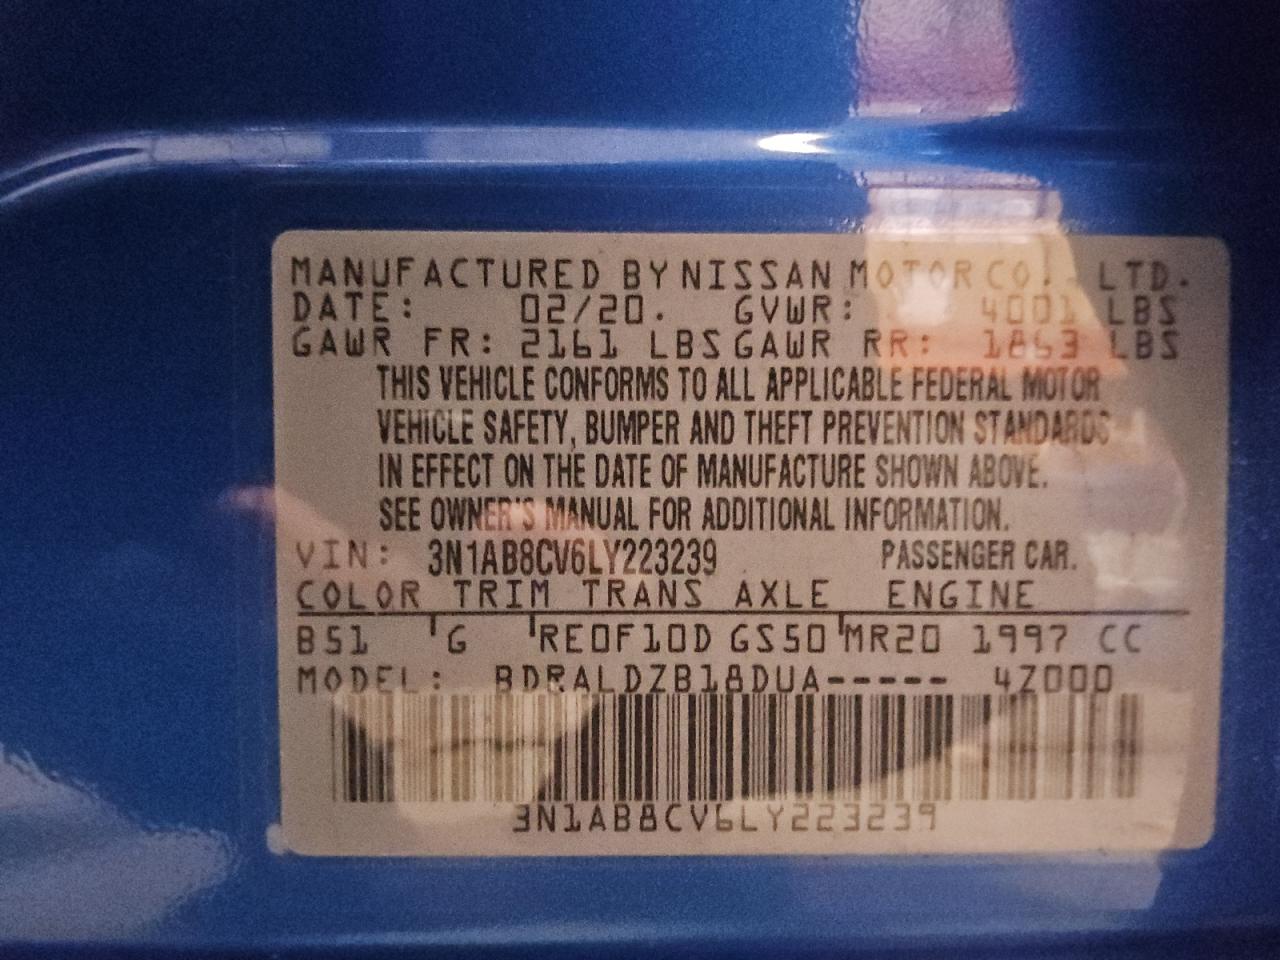 MANUFACTURED BY NISSAN MOTOR CO., LTD.
DATE: 02/20. GVWR: 4001 LBS
GAWR FR: 2161 LBS GAWR RR: 1863 LBS
THIS VEHICLE CONFORMS TO ALL APPLICABLE FEDERAL MOTOR
VEHICLE SAFETY, BUMPER AND THEFT PREVENTION STANDARDS
IN EFFECT ON THE DATE OF MANUFACTURE SHOWN ABOVE.
SEE OWNER'S MANUAL FOR ADDITIONAL INFORMATION.
VIN: 3N1AB8CV6LY223239 PASSENGER CAR.
COLOR TRIM TRANS AXLE ENGINE
B51 G RE0F10D GS50 MR20 1997 CC
MODEL: BDRALDZB18DUA----- 4Z000
3N1AB8CV6LY223239